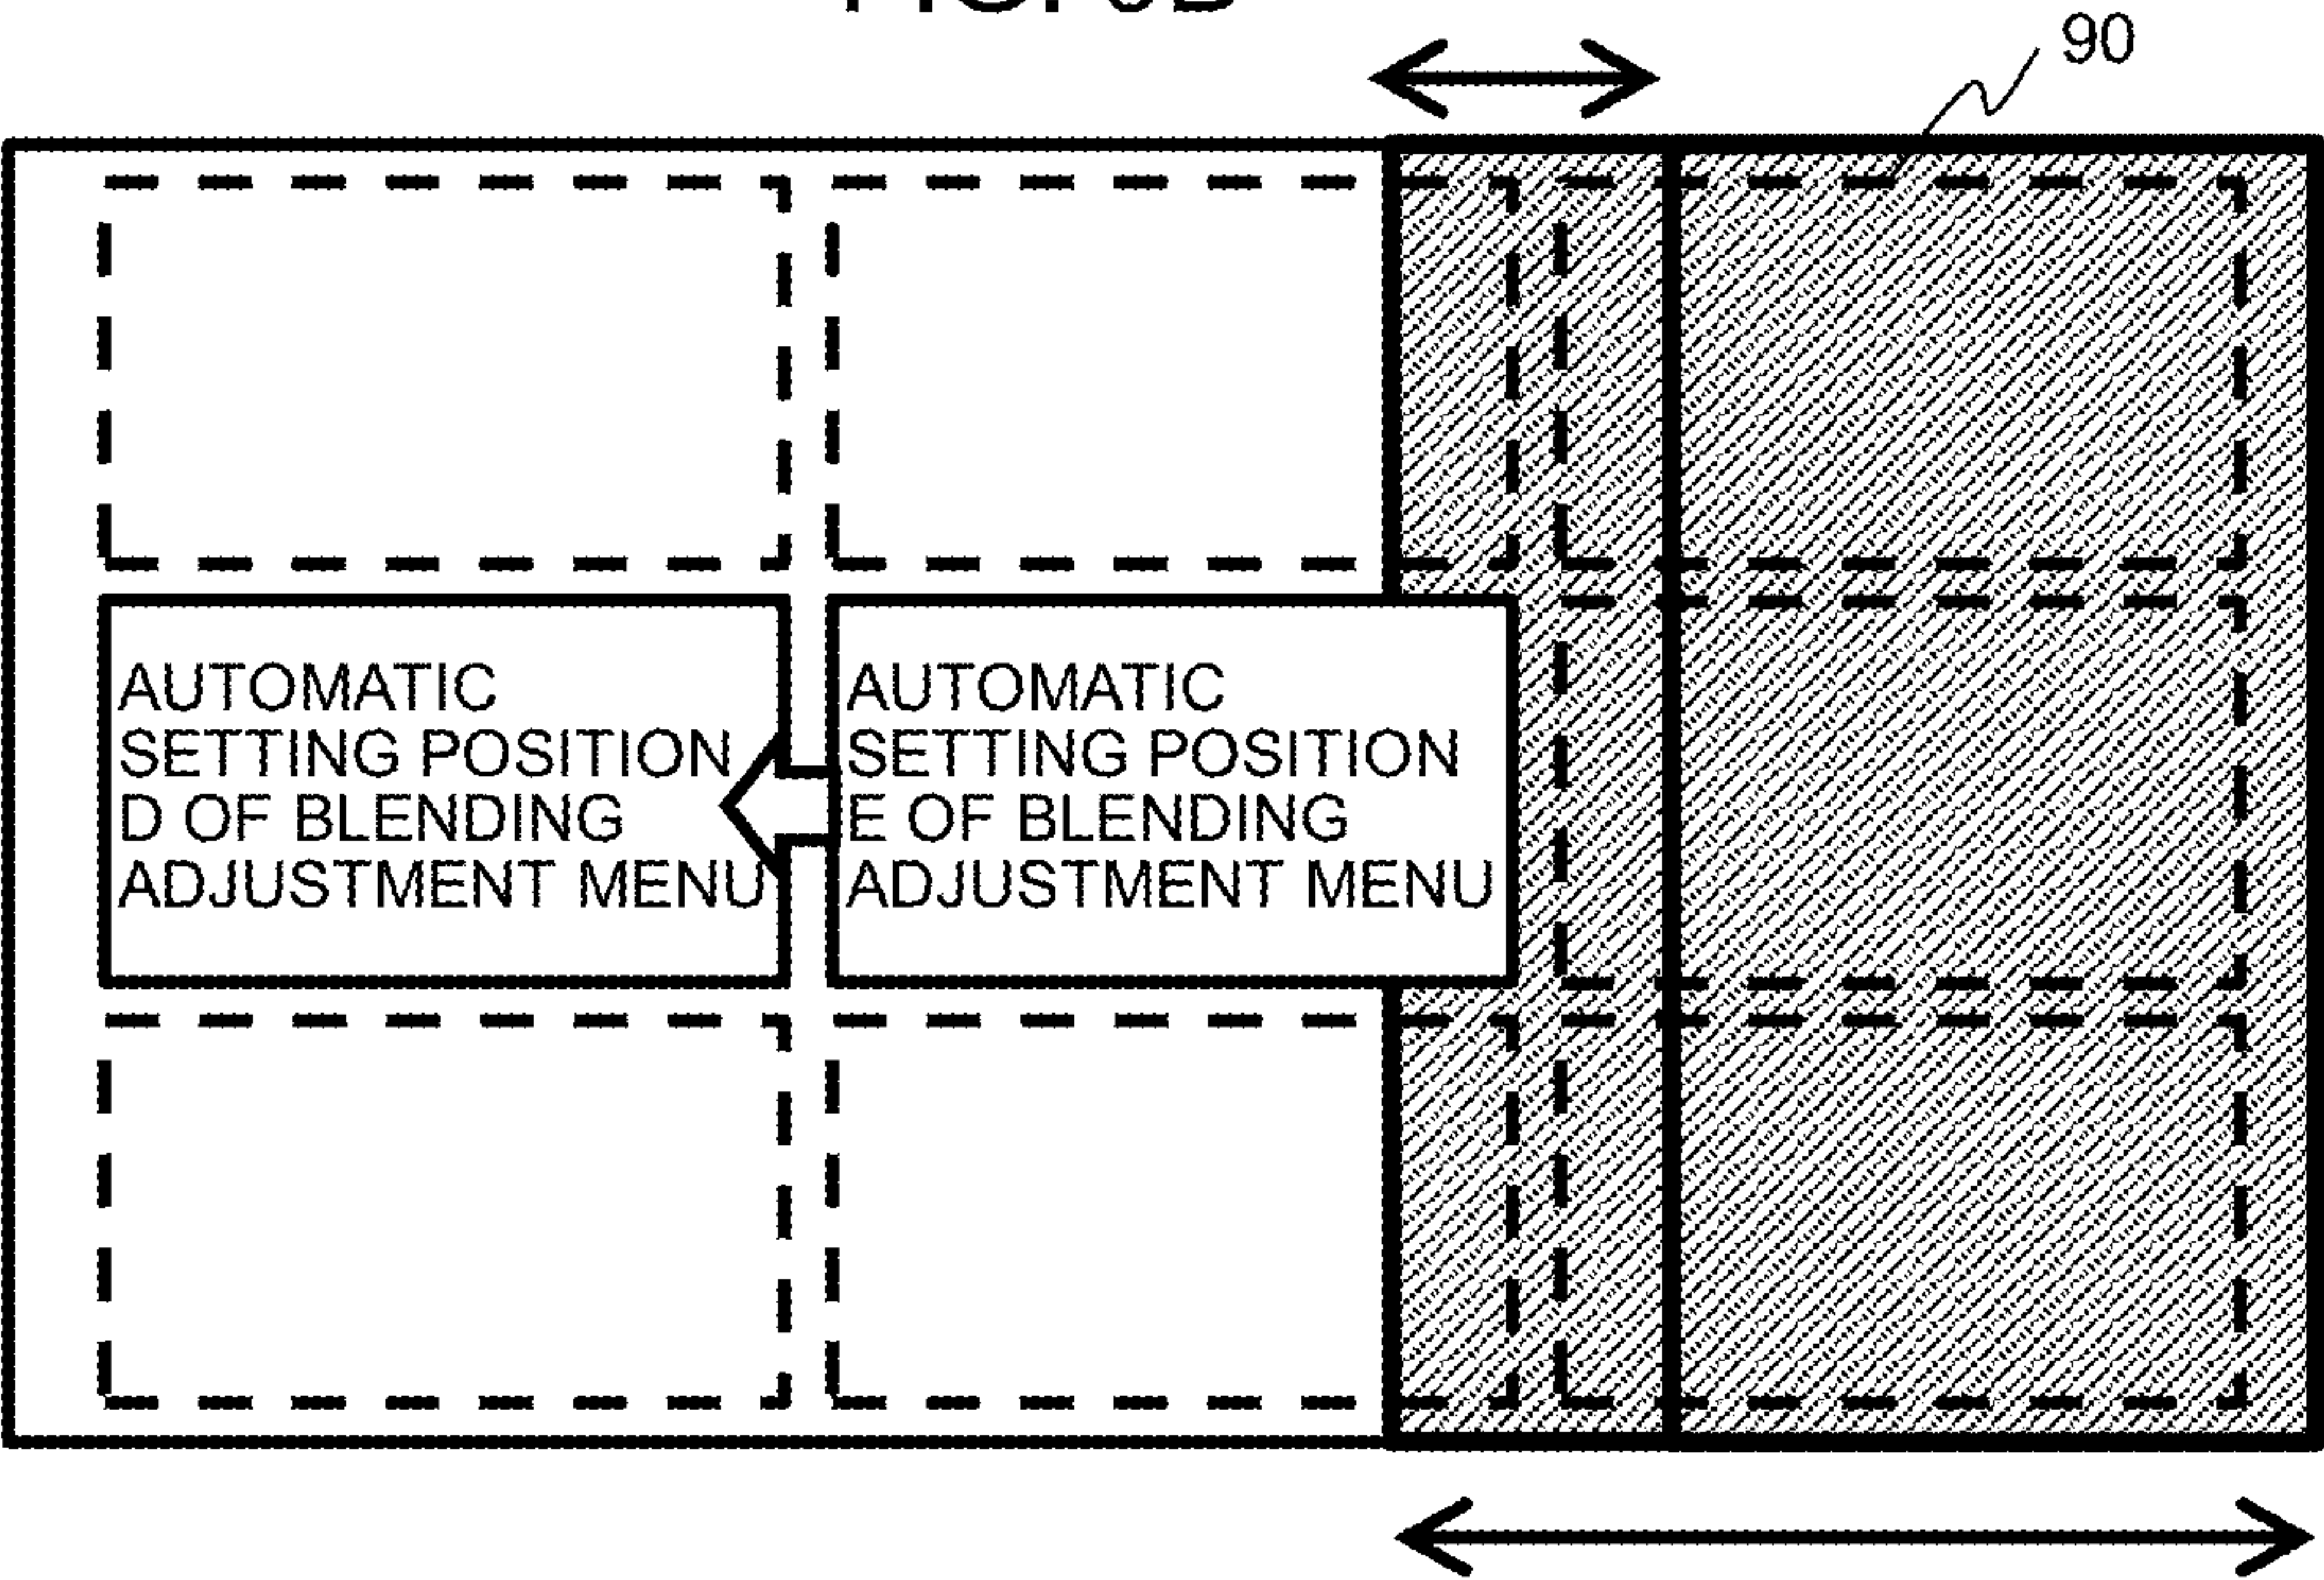 90
AUTOMATIC
SETTING POSITION
D OF BLENDING
ADJUSTMENT MENU
AUTOMATIC
SETTING POSITION
E OF BLENDING
ADJUSTMENT MENU